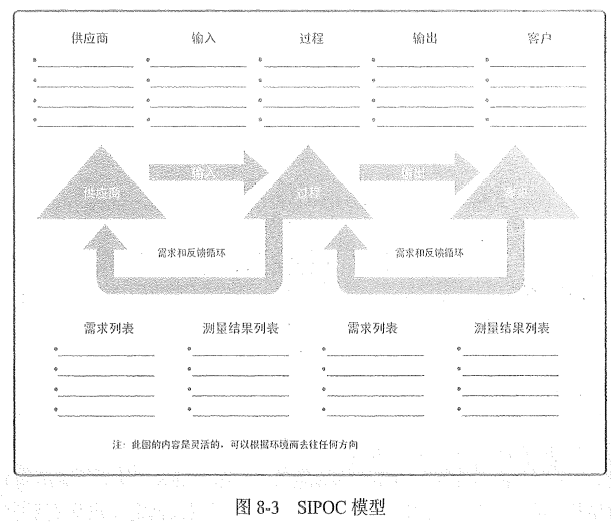 供应商 输入 过程 输出 客户
供应商 输入 过程 输出 客户
需求和反馈循环 需求和反馈循环
需求列表 测量结果列表 需求列表 测量结果列表
注：此图的内容是灵活的，可以根据环境而去往任何方向
图 8-3 SIPOC 模型